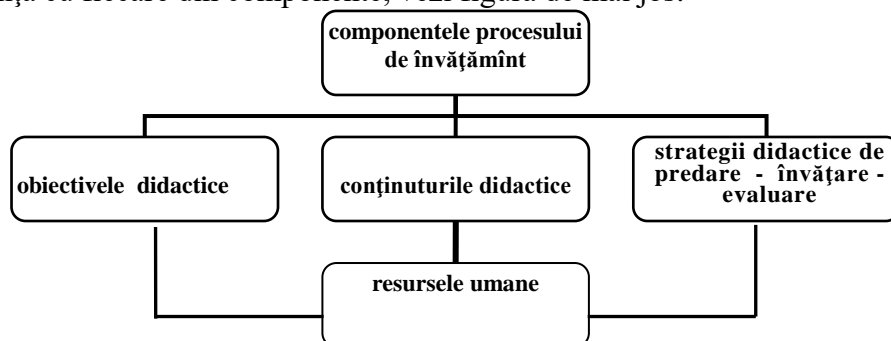 componentele procesului
de învăţămînt
obiectivele didactice
conţinuturile didactice
strategii didactice de
predare - învăţare -
evaluare
resursele umane